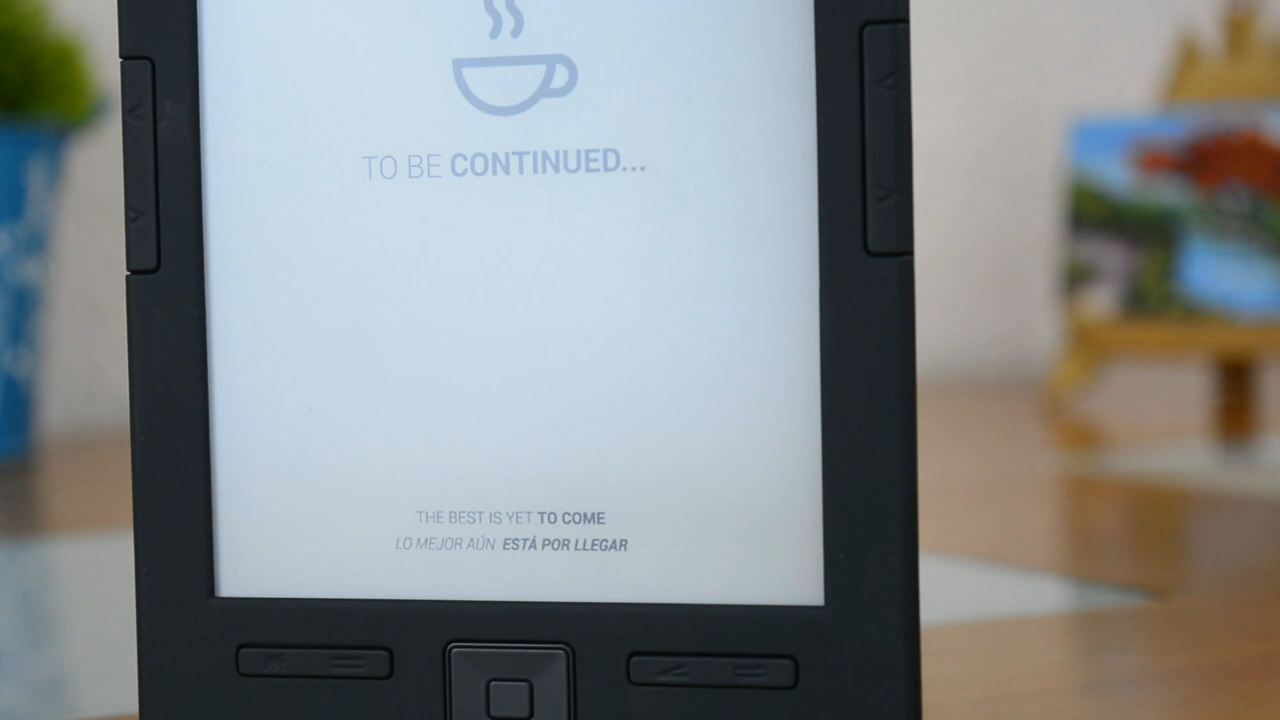 TO BE CONTINUED...
THE BEST IS YET TO COME
LO MEJOR AÚN ESTÁ POR LLEGAR